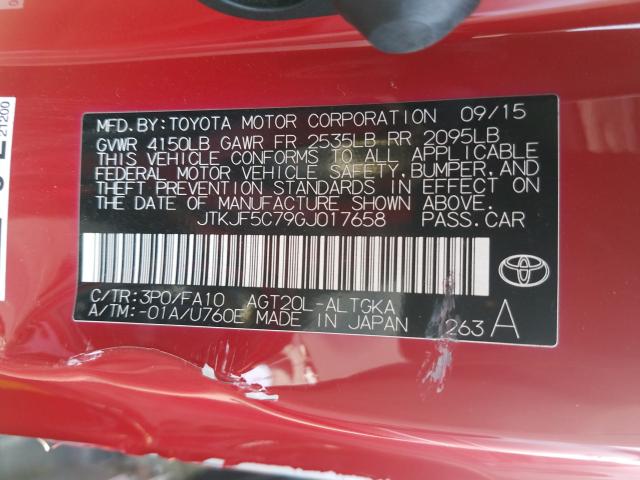 MFD.BY:TOYOTA MOTOR CORPORATION 09/15
GVWR 4150LB GAWR FR 2535LB RR 2095LB
THIS VEHICLE CONFORMS TO ALL APPLICABLE
FEDERAL MOTOR VEHICLE SAFETY,BUMPER,AND
THEFT PREVENTION STANDARDS IN EFFECT ON
THE DATE OF MANUFACTURE SHOWN ABOVE.
JTKJF5C79GJ017658 PASS.CAR
C/TR:3P0/FA10 AGT20L-ALTGKA
A/TM:-01A/U760E MADE IN JAPAN 263 A
21200